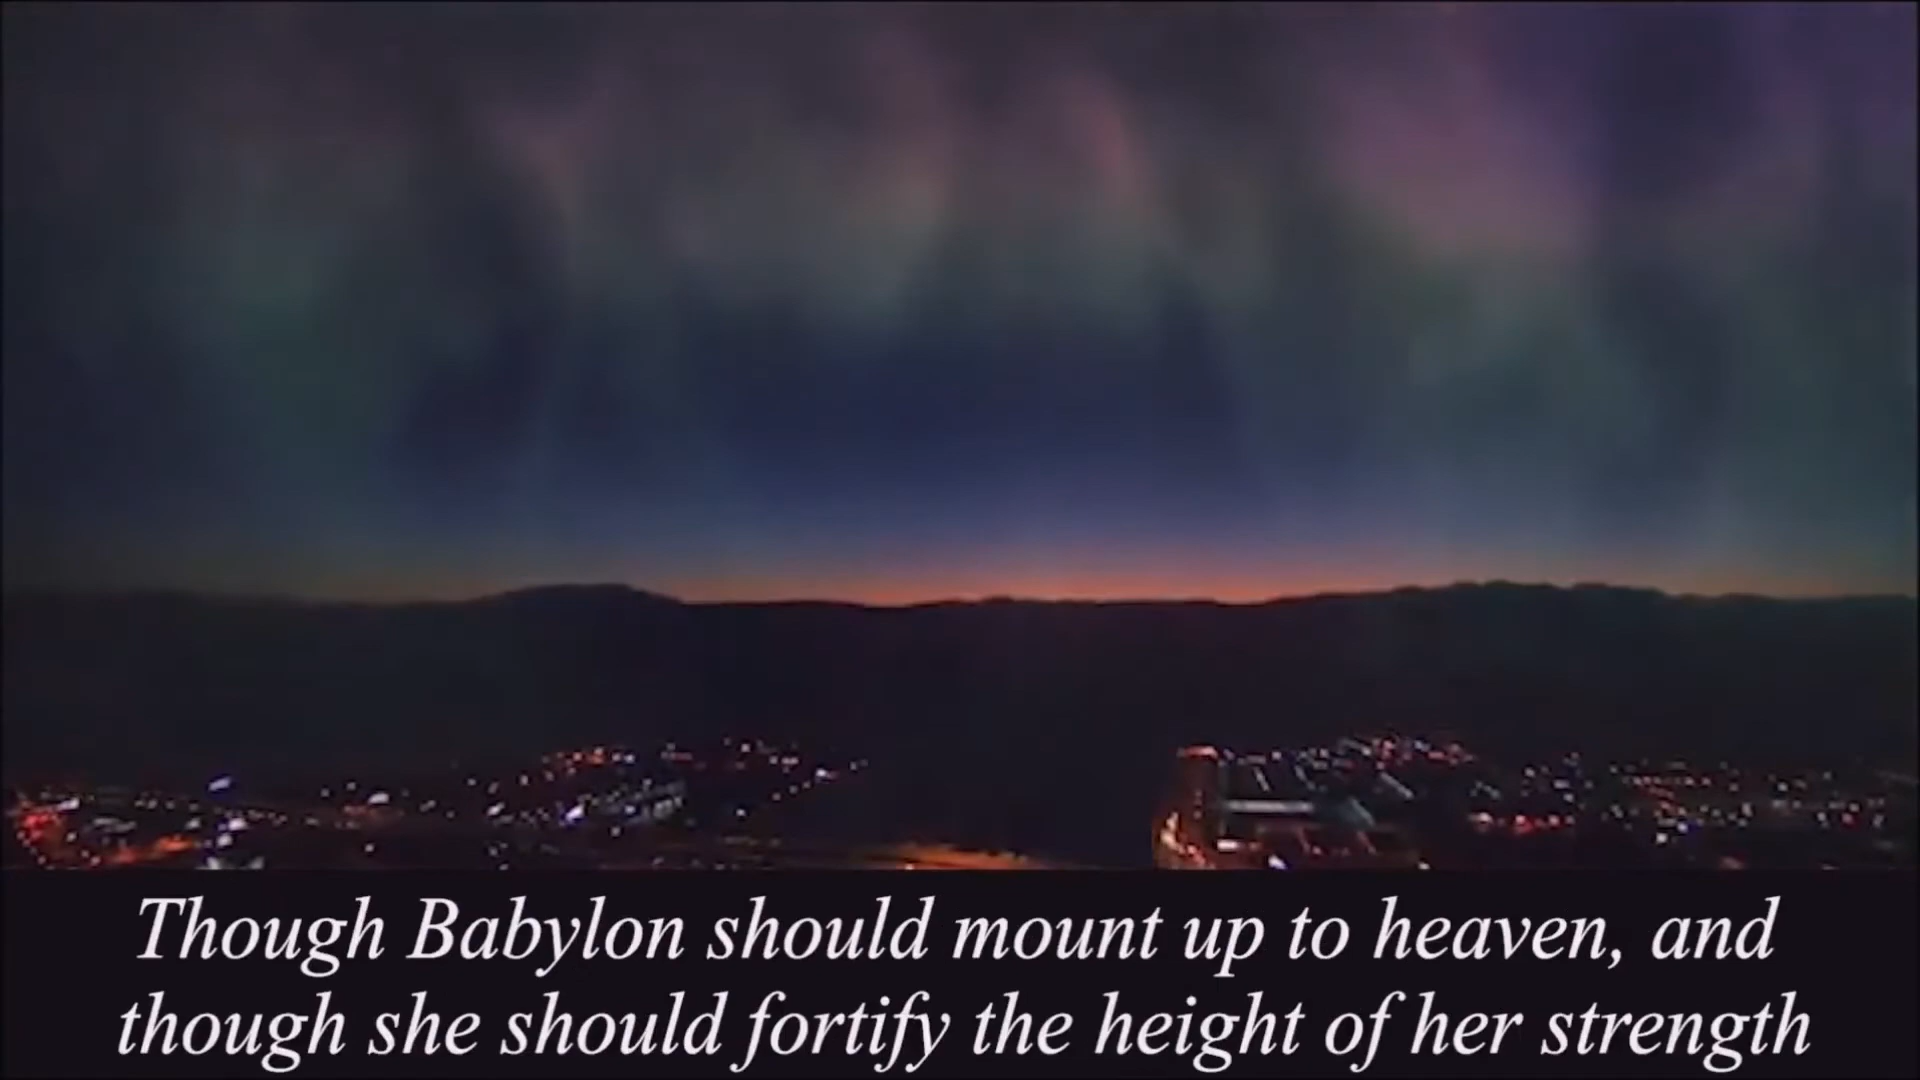 Though Babylon should mount up to heaven, and
though she should fortify the height of her strength